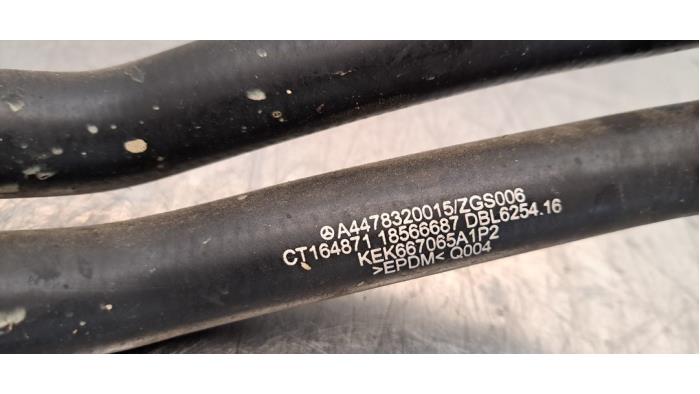 A4478320015/ZGS006
CT164871 18566687 DBL6254.16
KEK667065A1P2
>EPDM< Q004